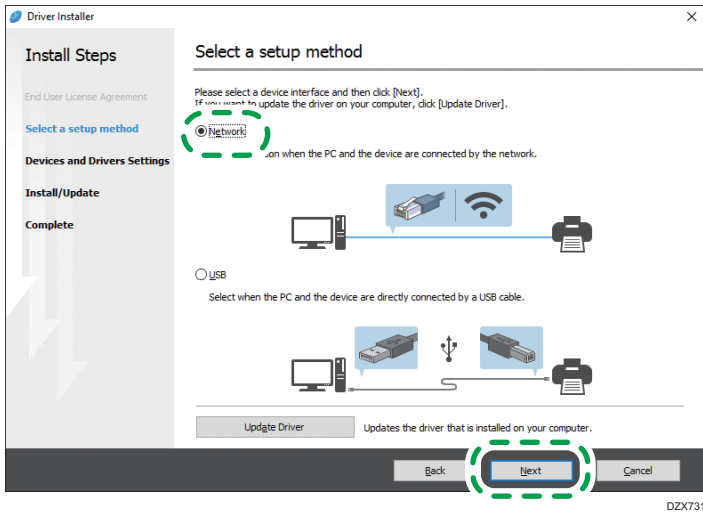 Driver Installer
Install Steps
End User License Agreement
Select a setup method
Devices and Drivers Settings
Install/Update
Complete
Select a setup method
Please select a device interface and then click [Next].
If you want to update the driver on your computer, click [Update Driver].
Network
on when the PC and the device are connected by the network.
USB
Select when the PC and the device are directly connected by a USB cable.
Update Driver
Updates the driver that is installed on your computer.
Back
Next
Cancel
DZX731